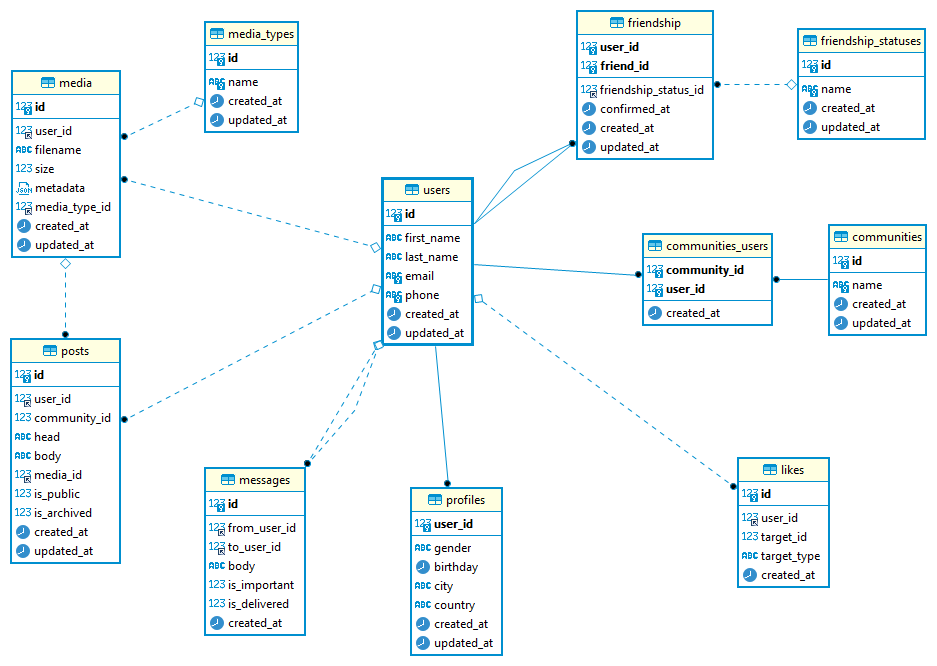 media
123 id
123 user_id
ABC filename
123 size
JSON metadata
123 media_type_id
created_at
updated_at
media_types
123 id
ABC name
created_at
updated_at
friendship
123 user_id
123 friend_id
123 friendship_status_id
confirmed_at
created_at
updated_at
friendship_statuses
123 id
ABC name
created_at
updated_at
users
123 id
ABC first_name
ABC last_name
ABC email
ABC phone
created_at
updated_at
communities_users
123 community_id
123 user_id
created_at
communities
123 id
ABC name
created_at
updated_at
posts
123 id
123 user_id
123 community_id
ABC head
ABC body
123 media_id
123 is_public
123 is_archived
created_at
updated_at
messages
123 id
123 from_user_id
123 to_user_id
ABC body
123 is_important
123 is_delivered
created_at
profiles
123 user_id
ABC gender
birthday
ABC city
ABC country
created_at
updated_at
likes
123 id
123 user_id
123 target_id
ABC target_type
created_at